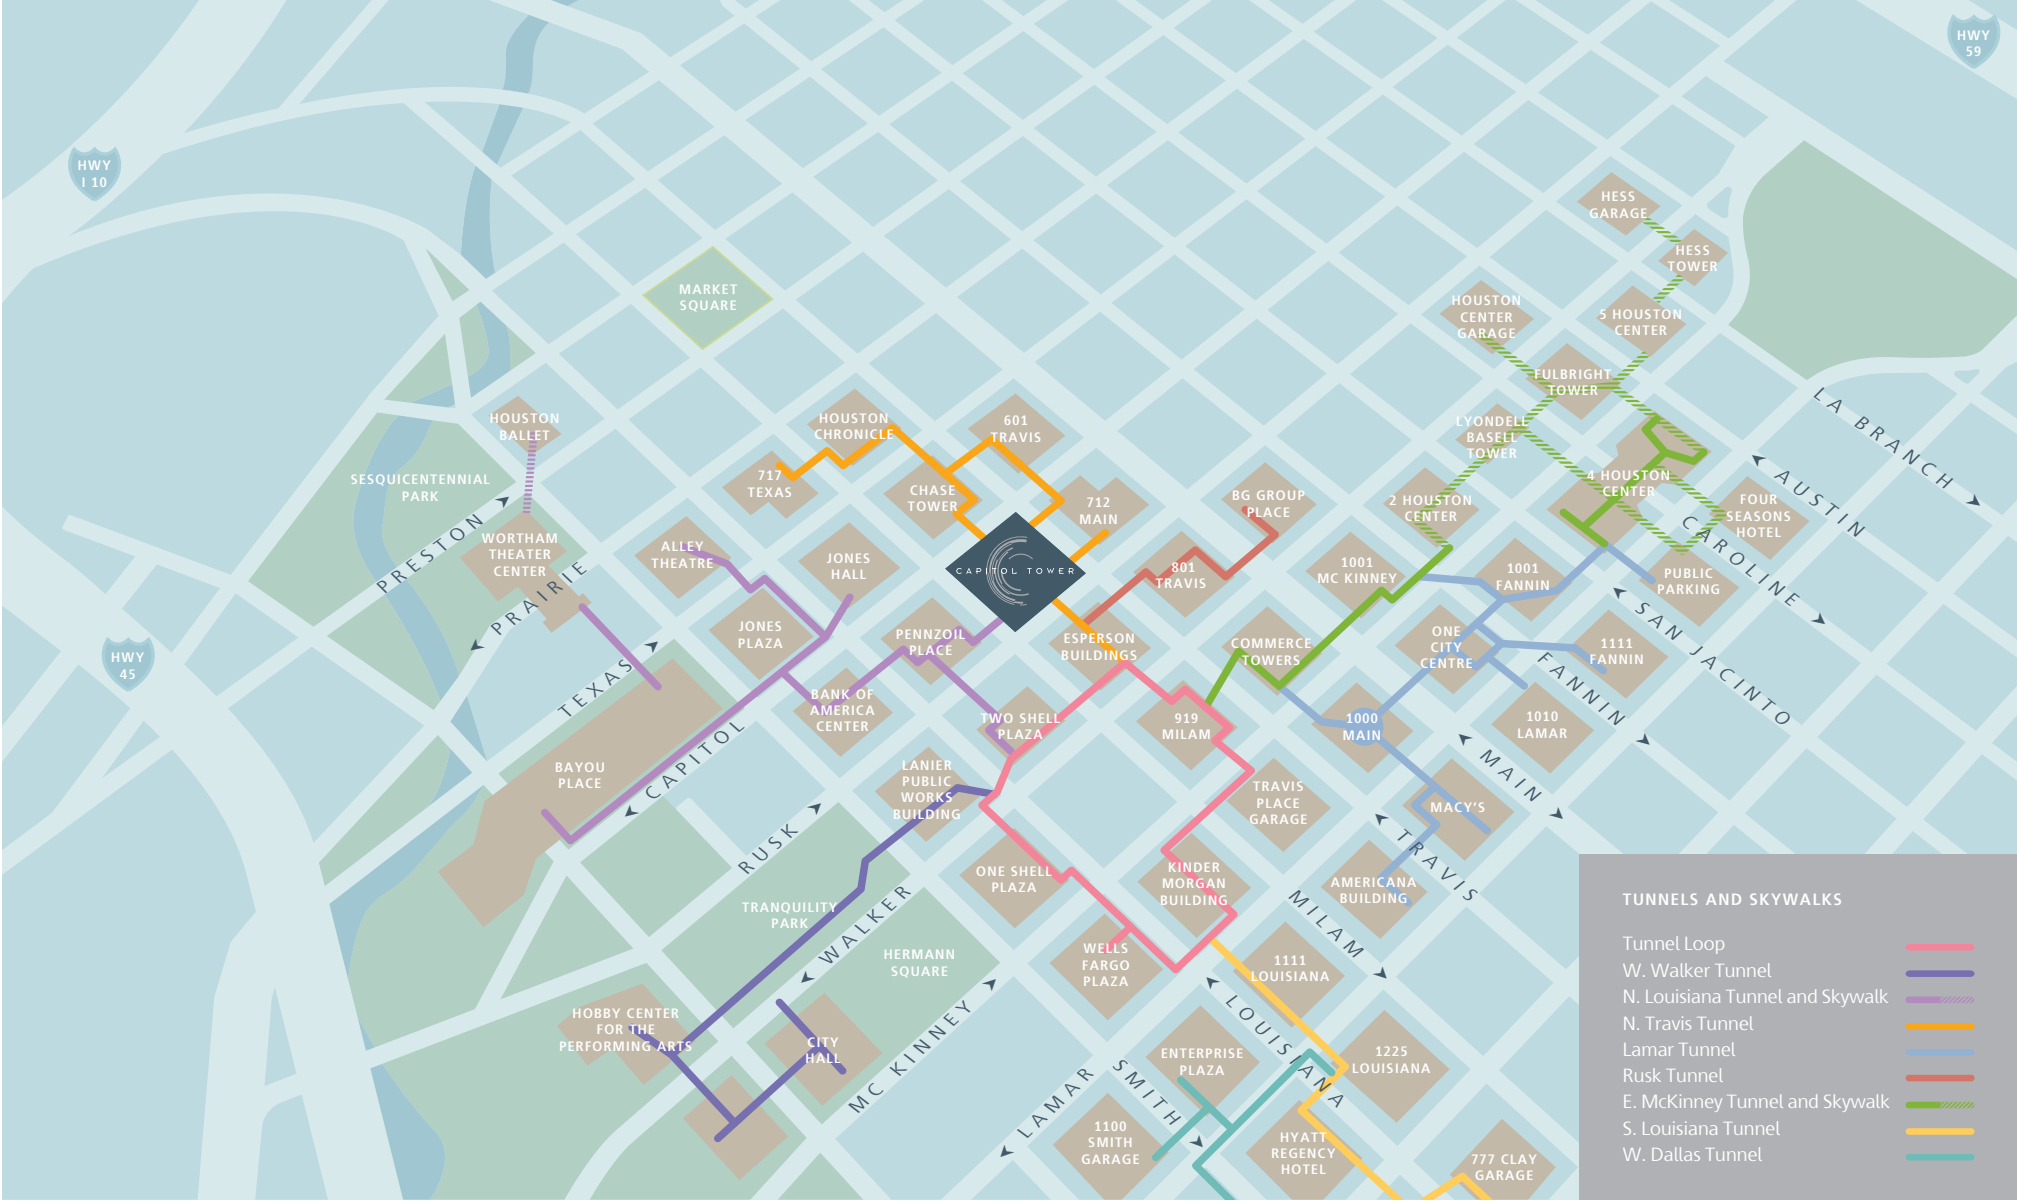 HWY
59
HWY
I 10
HESS
GARAGE
HESS
TOWER
MARKET
SQUARE
HOUSTON
CENTER
GARAGE
5 HOUSTON
CENTER
FULBRIGHT
TOWER
LA BRANCH
HOUSTON
BALLET
HOUSTON
CHRONICLE
601
TRAVIS
LYONDELL
BASELL
TOWER
SESQUICENTENNIAL
PARK
717
TEXAS
CHASE
TOWER
712
MAIN
BG GROUP
PLACE
2 HOUSTON
CENTER
4 HOUSTON
CENTER
FOUR
SEASONS
HOTEL
AUSTIN
PRESTON
WORTHAM
THEATER
CENTER
ALLEY
THEATRE
JONES
HALL
CAPITOL TOWER
801
TRAVIS
1001
MC KINNEY
1001
FANNIN
PUBLIC
PARKING
CAROLINE
PRAIRIE
HWY
45
JONES
PLAZA
PENNZOIL
PLACE
ESPERSON
BUILDINGS
COMMERCE
TOWERS
ONE
CITY
CENTRE
1111
FANNIN
SAN JACINTO
TEXAS
BANK OF
AMERICA
CENTER
TWO SHELL
PLAZA
919
MILAM
1000
MAIN
1010
LAMAR
FANNIN
BAYOU
PLACE
CAPITOL
LANIER
PUBLIC
WORKS
BUILDING
TRAVIS
PLACE
GARAGE
MACY'S
MAIN
RUSK
ONE SHELL
PLAZA
KINDER
MORGAN
BUILDING
AMERICANA
BUILDING
TRAVIS
TRANQUILITY
PARK
WALKER
HERMANN
SQUARE
WELLS
FARGO
PLAZA
1111
LOUISIANA
MILAM
HOBBY CENTER
FOR THE
PERFORMING ARTS
CITY
HALL
MC KINNEY
LAMAR
SMITH
ENTERPRISE
PLAZA
LOUISIANA
1225
LOUISIANA
1100
SMITH
GARAGE
HYATT
REGENCY
HOTEL
777 CLAY
GARAGE
TUNNELS AND SKYWALKS
Tunnel Loop
W. Walker Tunnel
N. Louisiana Tunnel and Skywalk
N. Travis Tunnel
Lamar Tunnel
Rusk Tunnel
E. McKinney Tunnel and Skywalk
S. Louisiana Tunnel
W. Dallas Tunnel